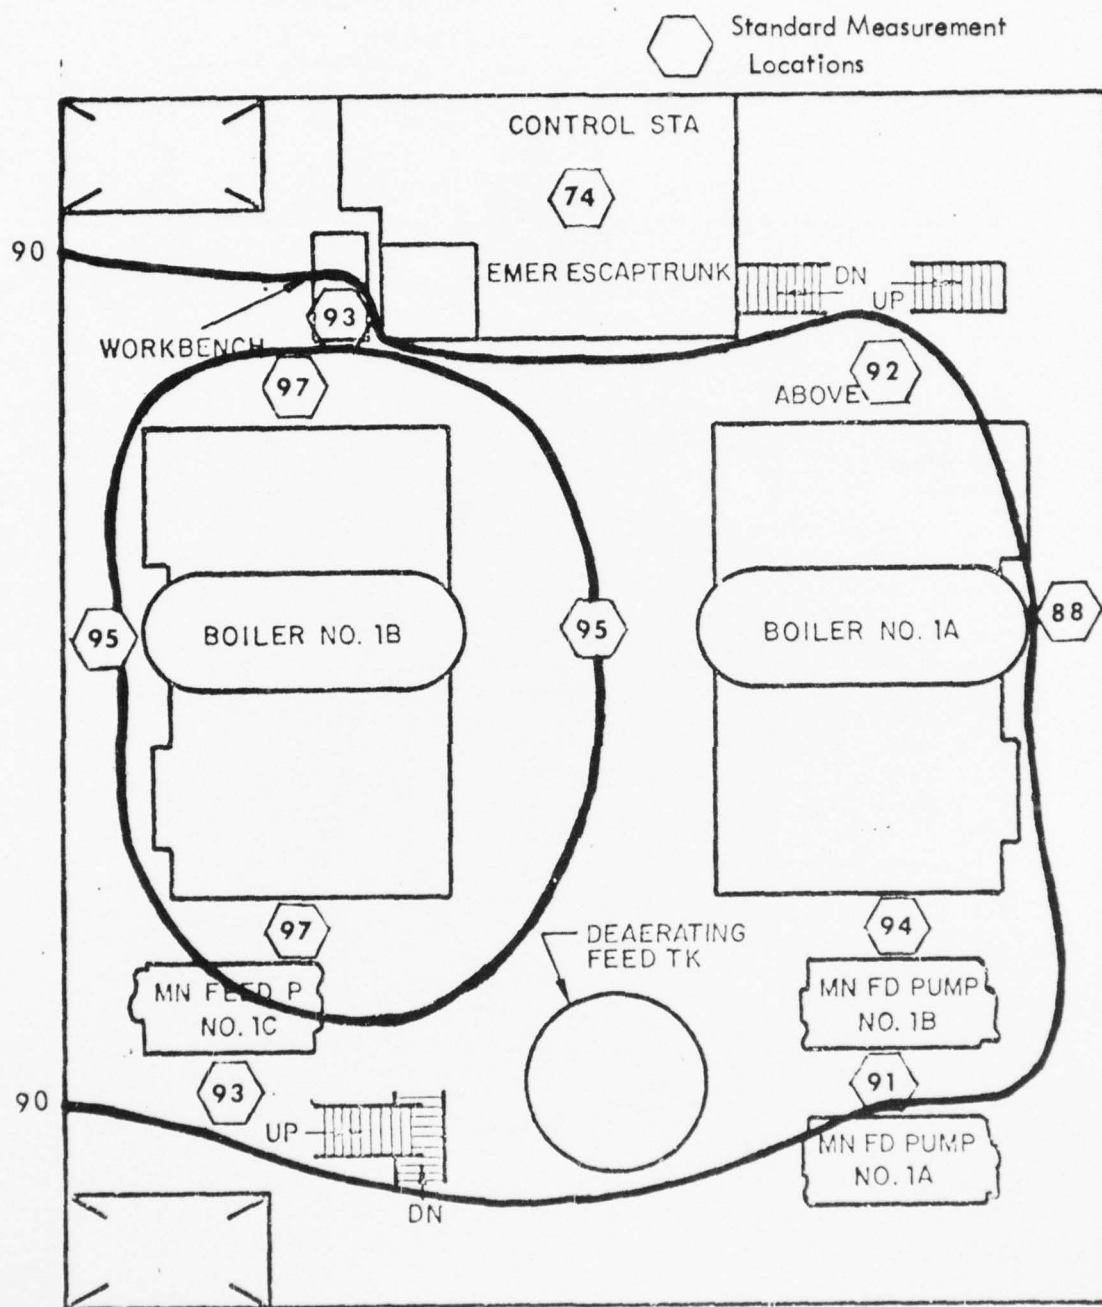 Standard Measurement
Locations
CONTROL STA
74
90
EMER ESCAPTRUNK
DN
UP
93
WORKBENCH
97
92
ABOVE
95
BOILER NO. 1B
95
BOILER NO. 1A
88
97
94
DEAERATING
FEED TK
MN FEED P
NO. 1C
MN FD PUMP
NO. 1B
93
91
90
UP
DN
MN FD PUMP
NO. 1A